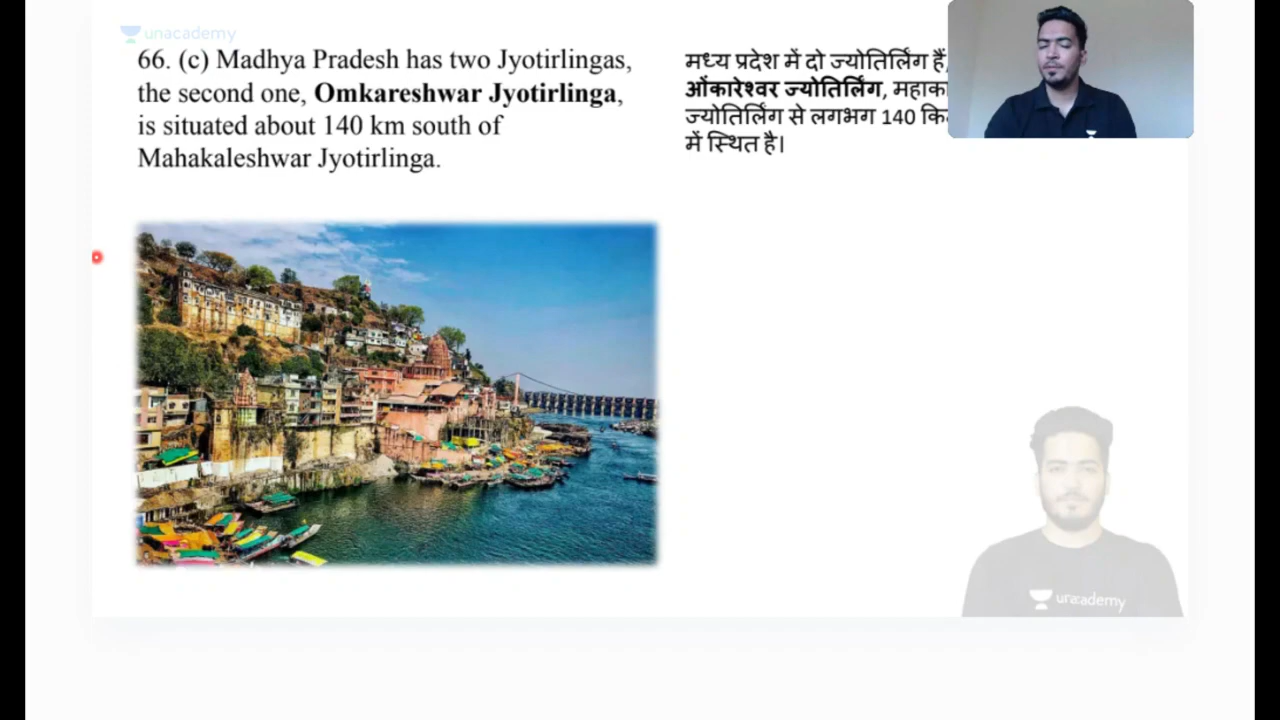 unacademy
66. (c) Madhya Pradesh has two Jyotirlingas,
the second one, Omkareshwar Jyotirlinga,
is situated about 140 km south of
Mahakaleshwar Jyotirlinga.
मध्य प्रदेश में दो ज्योतिर्लिंग हैं,
ओंकारेश्वर ज्योतिर्लिंग,
ज्योतिर्लिंग से लगभग 140
में स्थित है।
unacademy